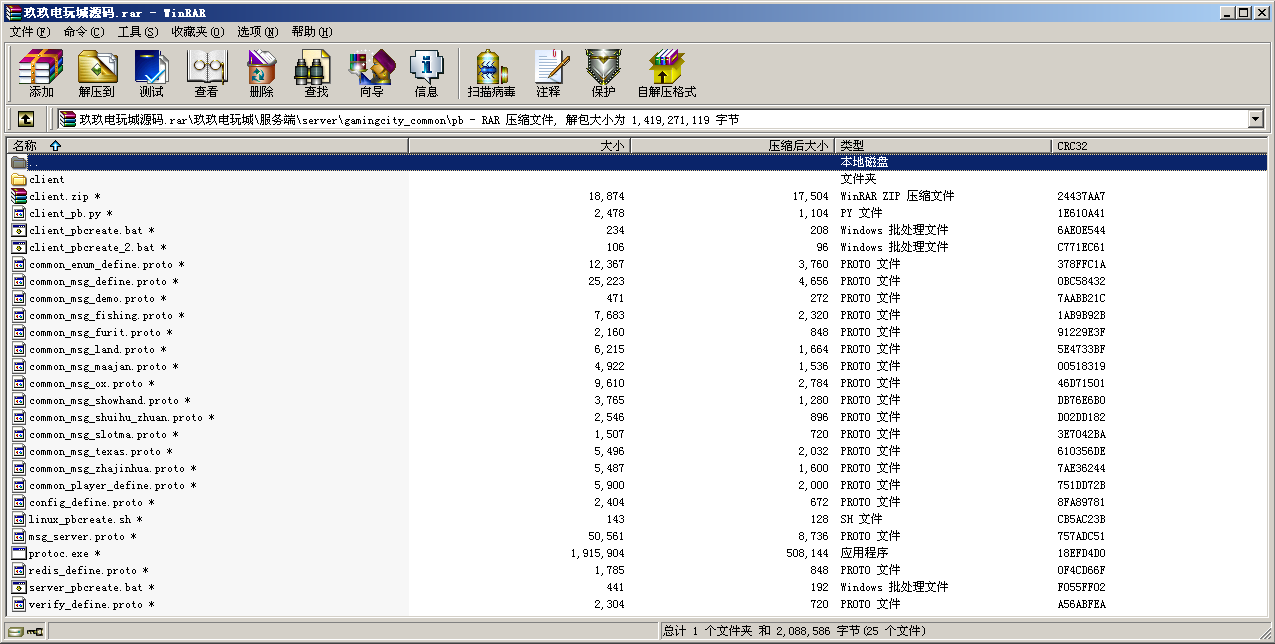 玖玖电玩城源码.rar - WinRAR
文件(F) 命令(C) 工具(S) 收藏夹(O) 选项(N) 帮助(H)
添加 解压到 测试 查看 删除 查找 向导 信息 扫描病毒 注释 保护 自解压格式
玖玖电玩城源码.rar\玖玖电玩城\服务端\server\gamingcity_common\pb - RAR 压缩文件, 解包大小为 1,419,271,119 字节
名称 大小 压缩后大小 类型 CRC32
.. 本地磁盘
client 文件夹
client.zip * 18,874 17,504 WinRAR ZIP 压缩文件 24437AA7
client_pb.py * 2,478 1,104 PY 文件 1E610A41
client_pbcreate.bat * 234 208 Windows 批处理文件 6AE0E544
client_pbcreate_2.bat * 106 96 Windows 批处理文件 C771EC61
common_enum_define.proto * 12,367 3,760 PROTO 文件 378FFC1A
common_msg_define.proto * 25,223 4,656 PROTO 文件 0BC58432
common_msg_demo.proto * 471 272 PROTO 文件 7AABB21C
common_msg_fishing.proto * 7,683 2,320 PROTO 文件 1AB9B92B
common_msg_furit.proto * 2,160 848 PROTO 文件 91229E3F
common_msg_land.proto * 6,215 1,664 PROTO 文件 5E4733BF
common_msg_maajan.proto * 4,922 1,536 PROTO 文件 00518319
common_msg_ox.proto * 9,610 2,784 PROTO 文件 46D71501
common_msg_showhand.proto * 3,765 1,280 PROTO 文件 DB76E6B0
common_msg_shuihu_zhuan.proto * 2,546 896 PROTO 文件 D02DD182
common_msg_slotma.proto * 1,507 720 PROTO 文件 3E7042BA
common_msg_texas.proto * 5,496 2,032 PROTO 文件 610356DE
common_msg_zhajinhua.proto * 5,487 1,600 PROTO 文件 7AE36244
common_player_define.proto * 5,900 2,000 PROTO 文件 751DD72B
config_define.proto * 2,404 672 PROTO 文件 8FA89781
linux_pbcreate.sh * 143 128 SH 文件 CB5AC23B
msg_server.proto * 50,561 8,736 PROTO 文件 757ADC51
protoc.exe * 1,915,904 508,144 应用程序 18EFD4D0
redis_define.proto * 1,785 848 PROTO 文件 0F4CD66F
server_pbcreate.bat * 441 192 Windows 批处理文件 F055FF02
verify_define.proto * 2,304 720 PROTO 文件 A56ABFEA
总计 1 个文件夹 和 2,088,586 字节(25 个文件)